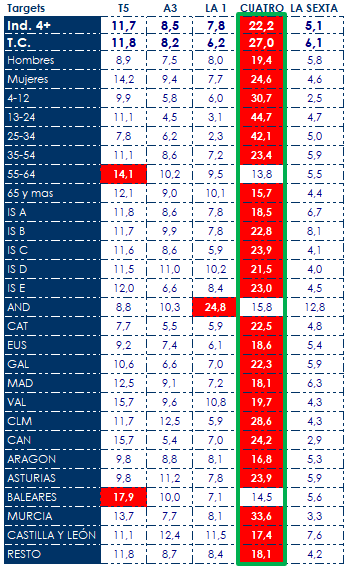 Targets T5 A3 LA 1 CUATRO LA SEXTA
Ind. 4+ 11,7 8,5 7,8 22,2 5,1
T.C. 11,8 8,2 6,2 27,0 6,1
Hombres 8,9 7,5 8,0 19,4 5,8
Mujeres 14,2 9,4 7,7 24,6 4,6
4-12 9,9 5,8 6,0 30,7 2,5
13-24 11,1 4,5 3,1 44,7 4,7
25-34 7,8 6,2 2,3 42,1 5,0
35-54 11,1 8,6 7,2 23,4 5,9
55-64 14,1 10,2 9,5 13,8 5,5
65 y mas 12,1 9,0 10,1 15,7 4,4
IS A 11,8 8,6 7,8 18,5 6,7
IS B 11,7 9,9 7,8 22,8 8,1
IS C 11,6 8,6 5,9 23,9 4,1
IS D 11,5 11,0 10,2 21,5 4,0
IS E 12,0 6,6 8,4 23,0 4,5
AND 8,8 10,3 24,8 15,8 12,8
CAT 7,7 5,5 5,9 22,5 4,8
EUS 9,2 7,4 6,1 18,6 5,4
GAL 10,6 6,6 7,0 22,3 5,9
MAD 12,5 9,1 7,2 18,1 6,3
VAL 15,7 9,6 10,8 19,7 4,3
CLM 11,7 12,5 5,9 28,6 4,3
CAN 15,7 5,4 7,0 24,2 2,9
ARAGON 9,8 8,8 8,1 16,8 5,3
ASTURIAS 9,8 11,2 7,8 23,9 5,9
BALEARES 17,9 10,0 7,1 14,5 5,6
MURCIA 13,7 7,7 8,1 33,6 3,3
CASTILLA Y LEÓN 11,1 12,4 11,5 17,4 7,6
RESTO 11,8 8,7 8,4 18,1 4,2